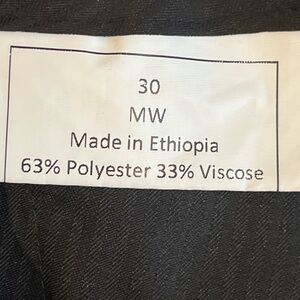 30
MW
Made in Ethiopia
63% Polyester 33% Viscose